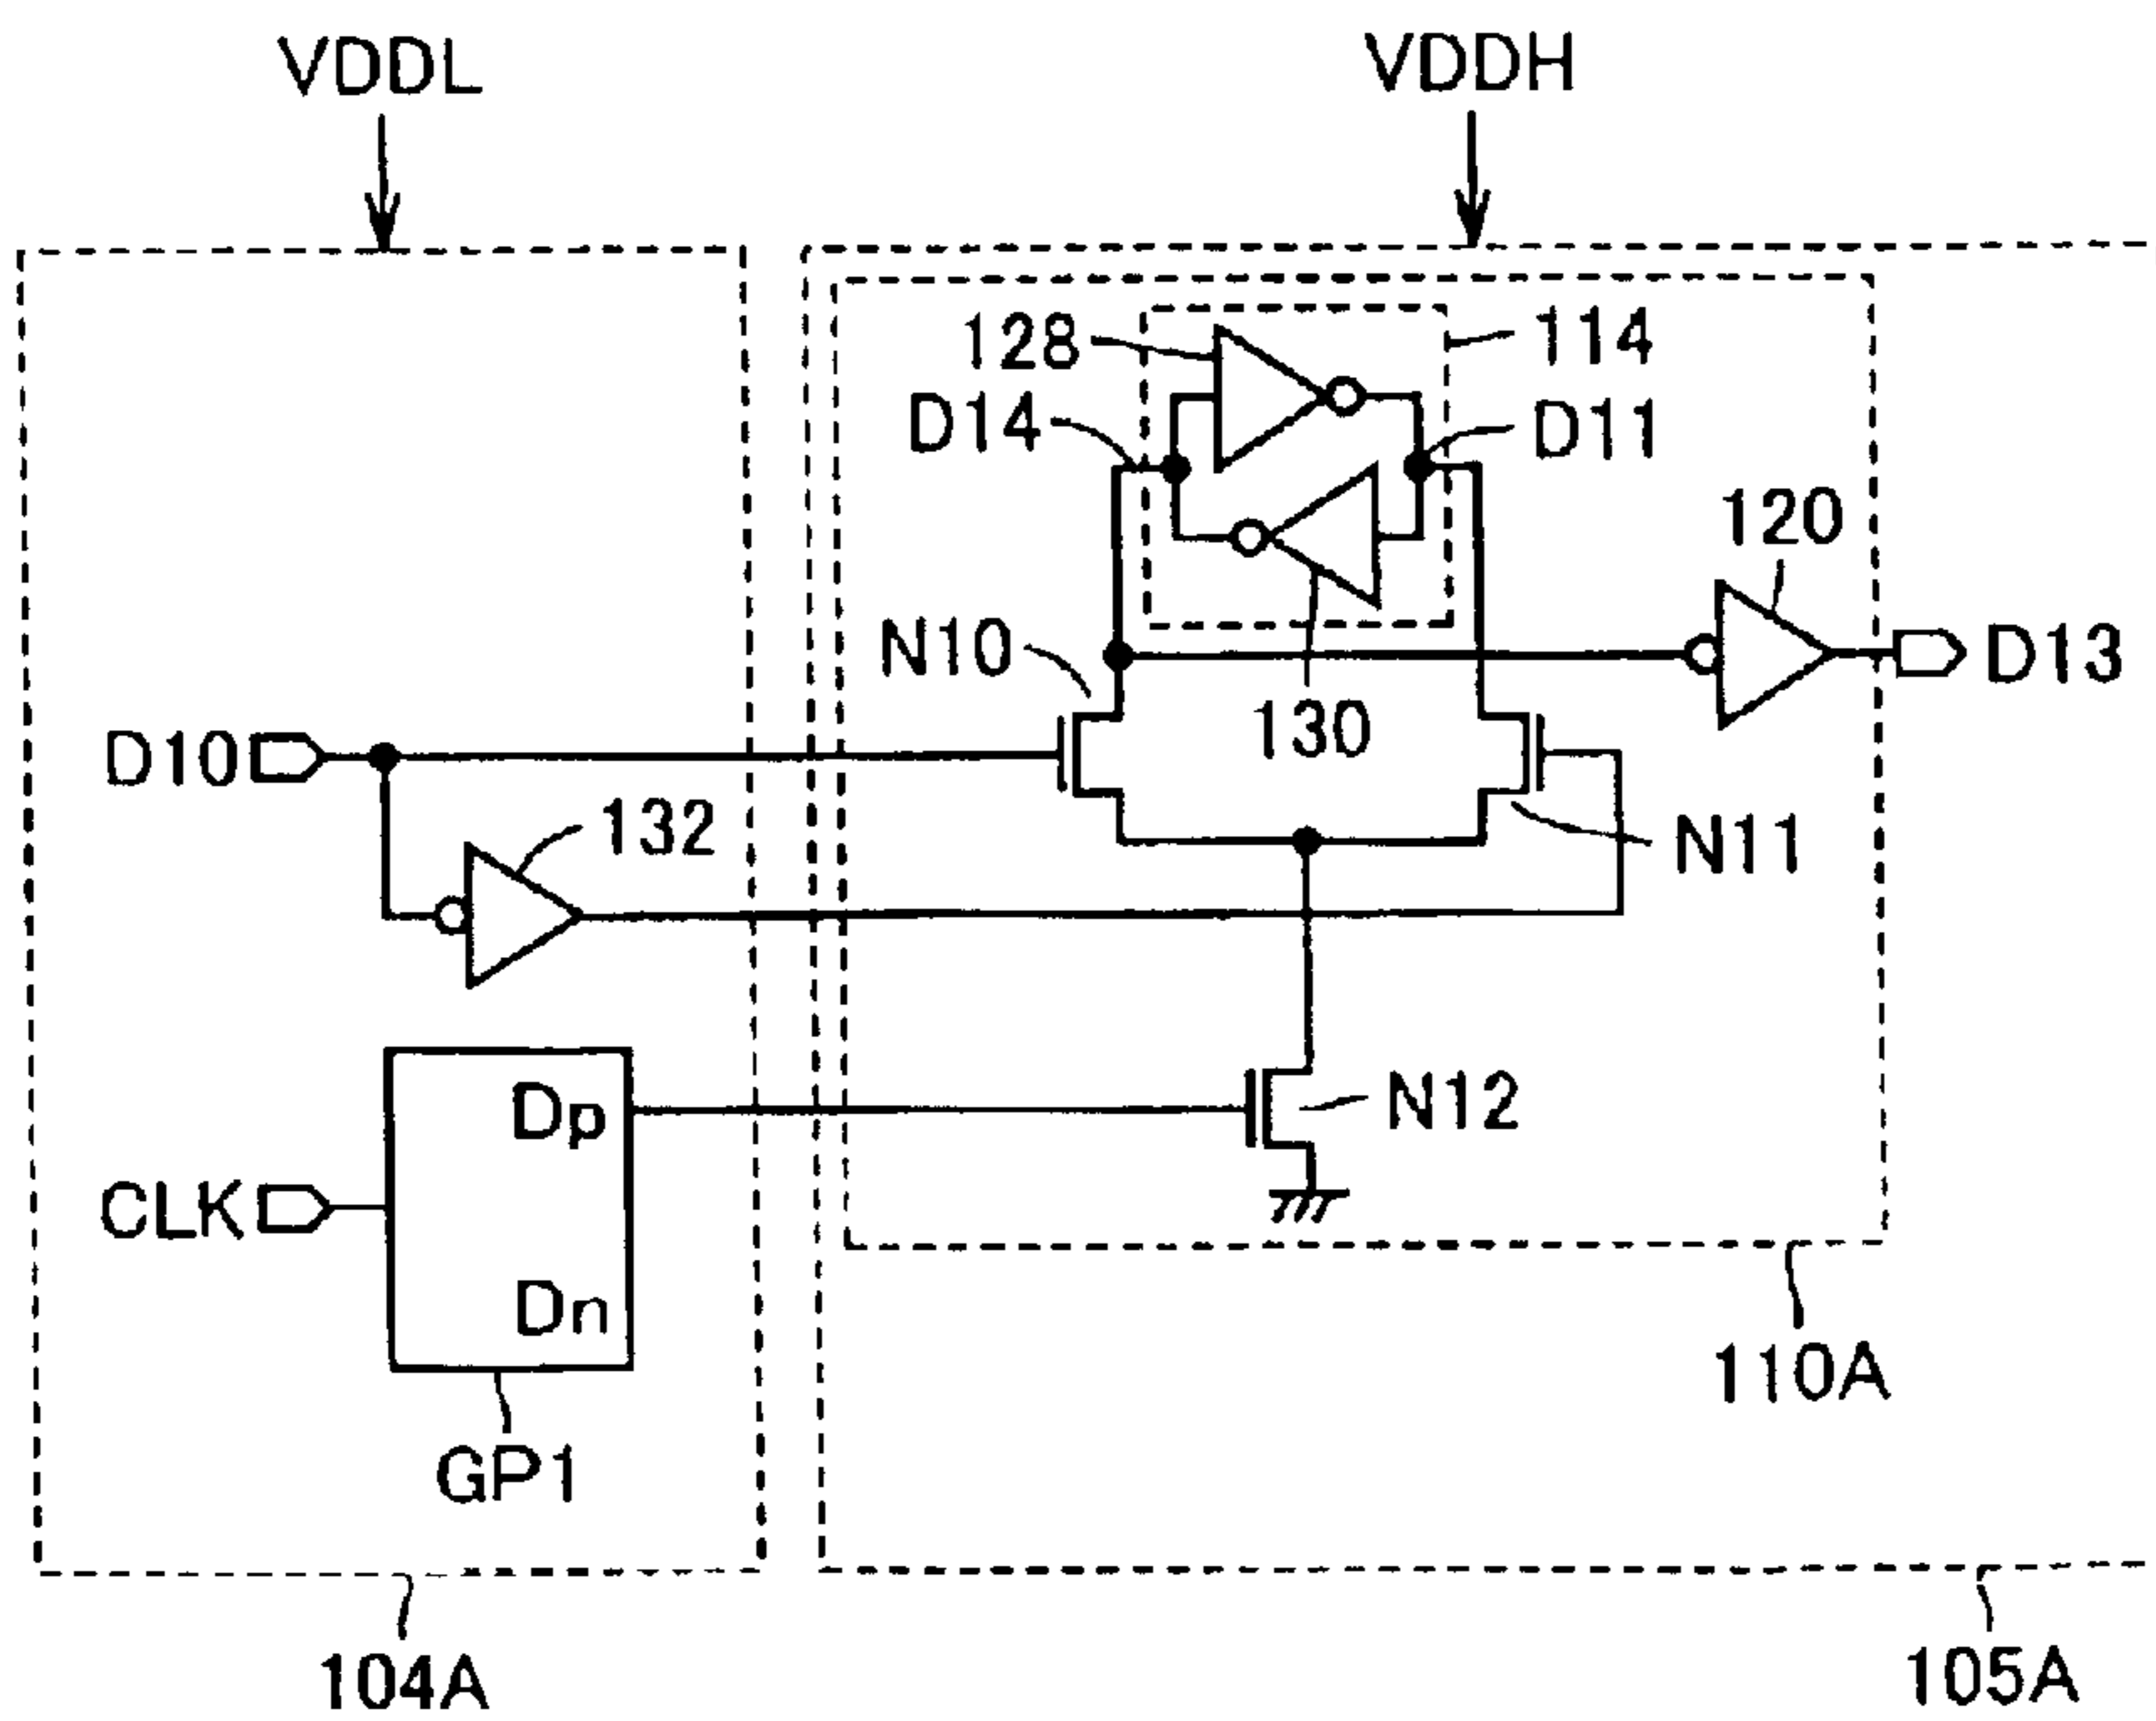 VDDL
VDDH
128
114
D14
D11
120
N10
D13
130
D10
132
N11
Dp
N12
CLK
Dn
110A
GP1
104A
105A